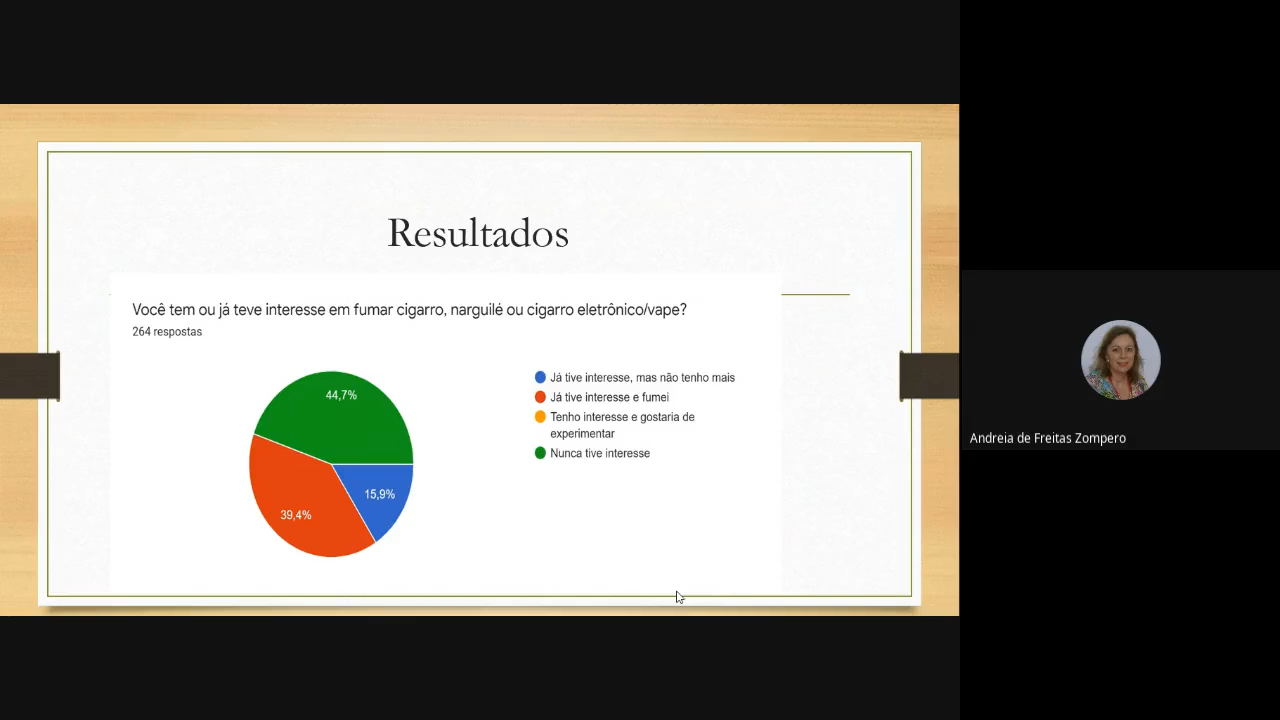 Resultados
Você tem ou já teve interesse em fumar cigarro, narguilé ou cigarro eletrônico/vape?
264 respostas
44,7%
39,4%
15,9%
Já tive interesse, mas não tenho mais
Já tive interesse e fumei
Tenho interesse e gostaria de
experimentar
Nunca tive interesse
Andreia de Freitas Zompero